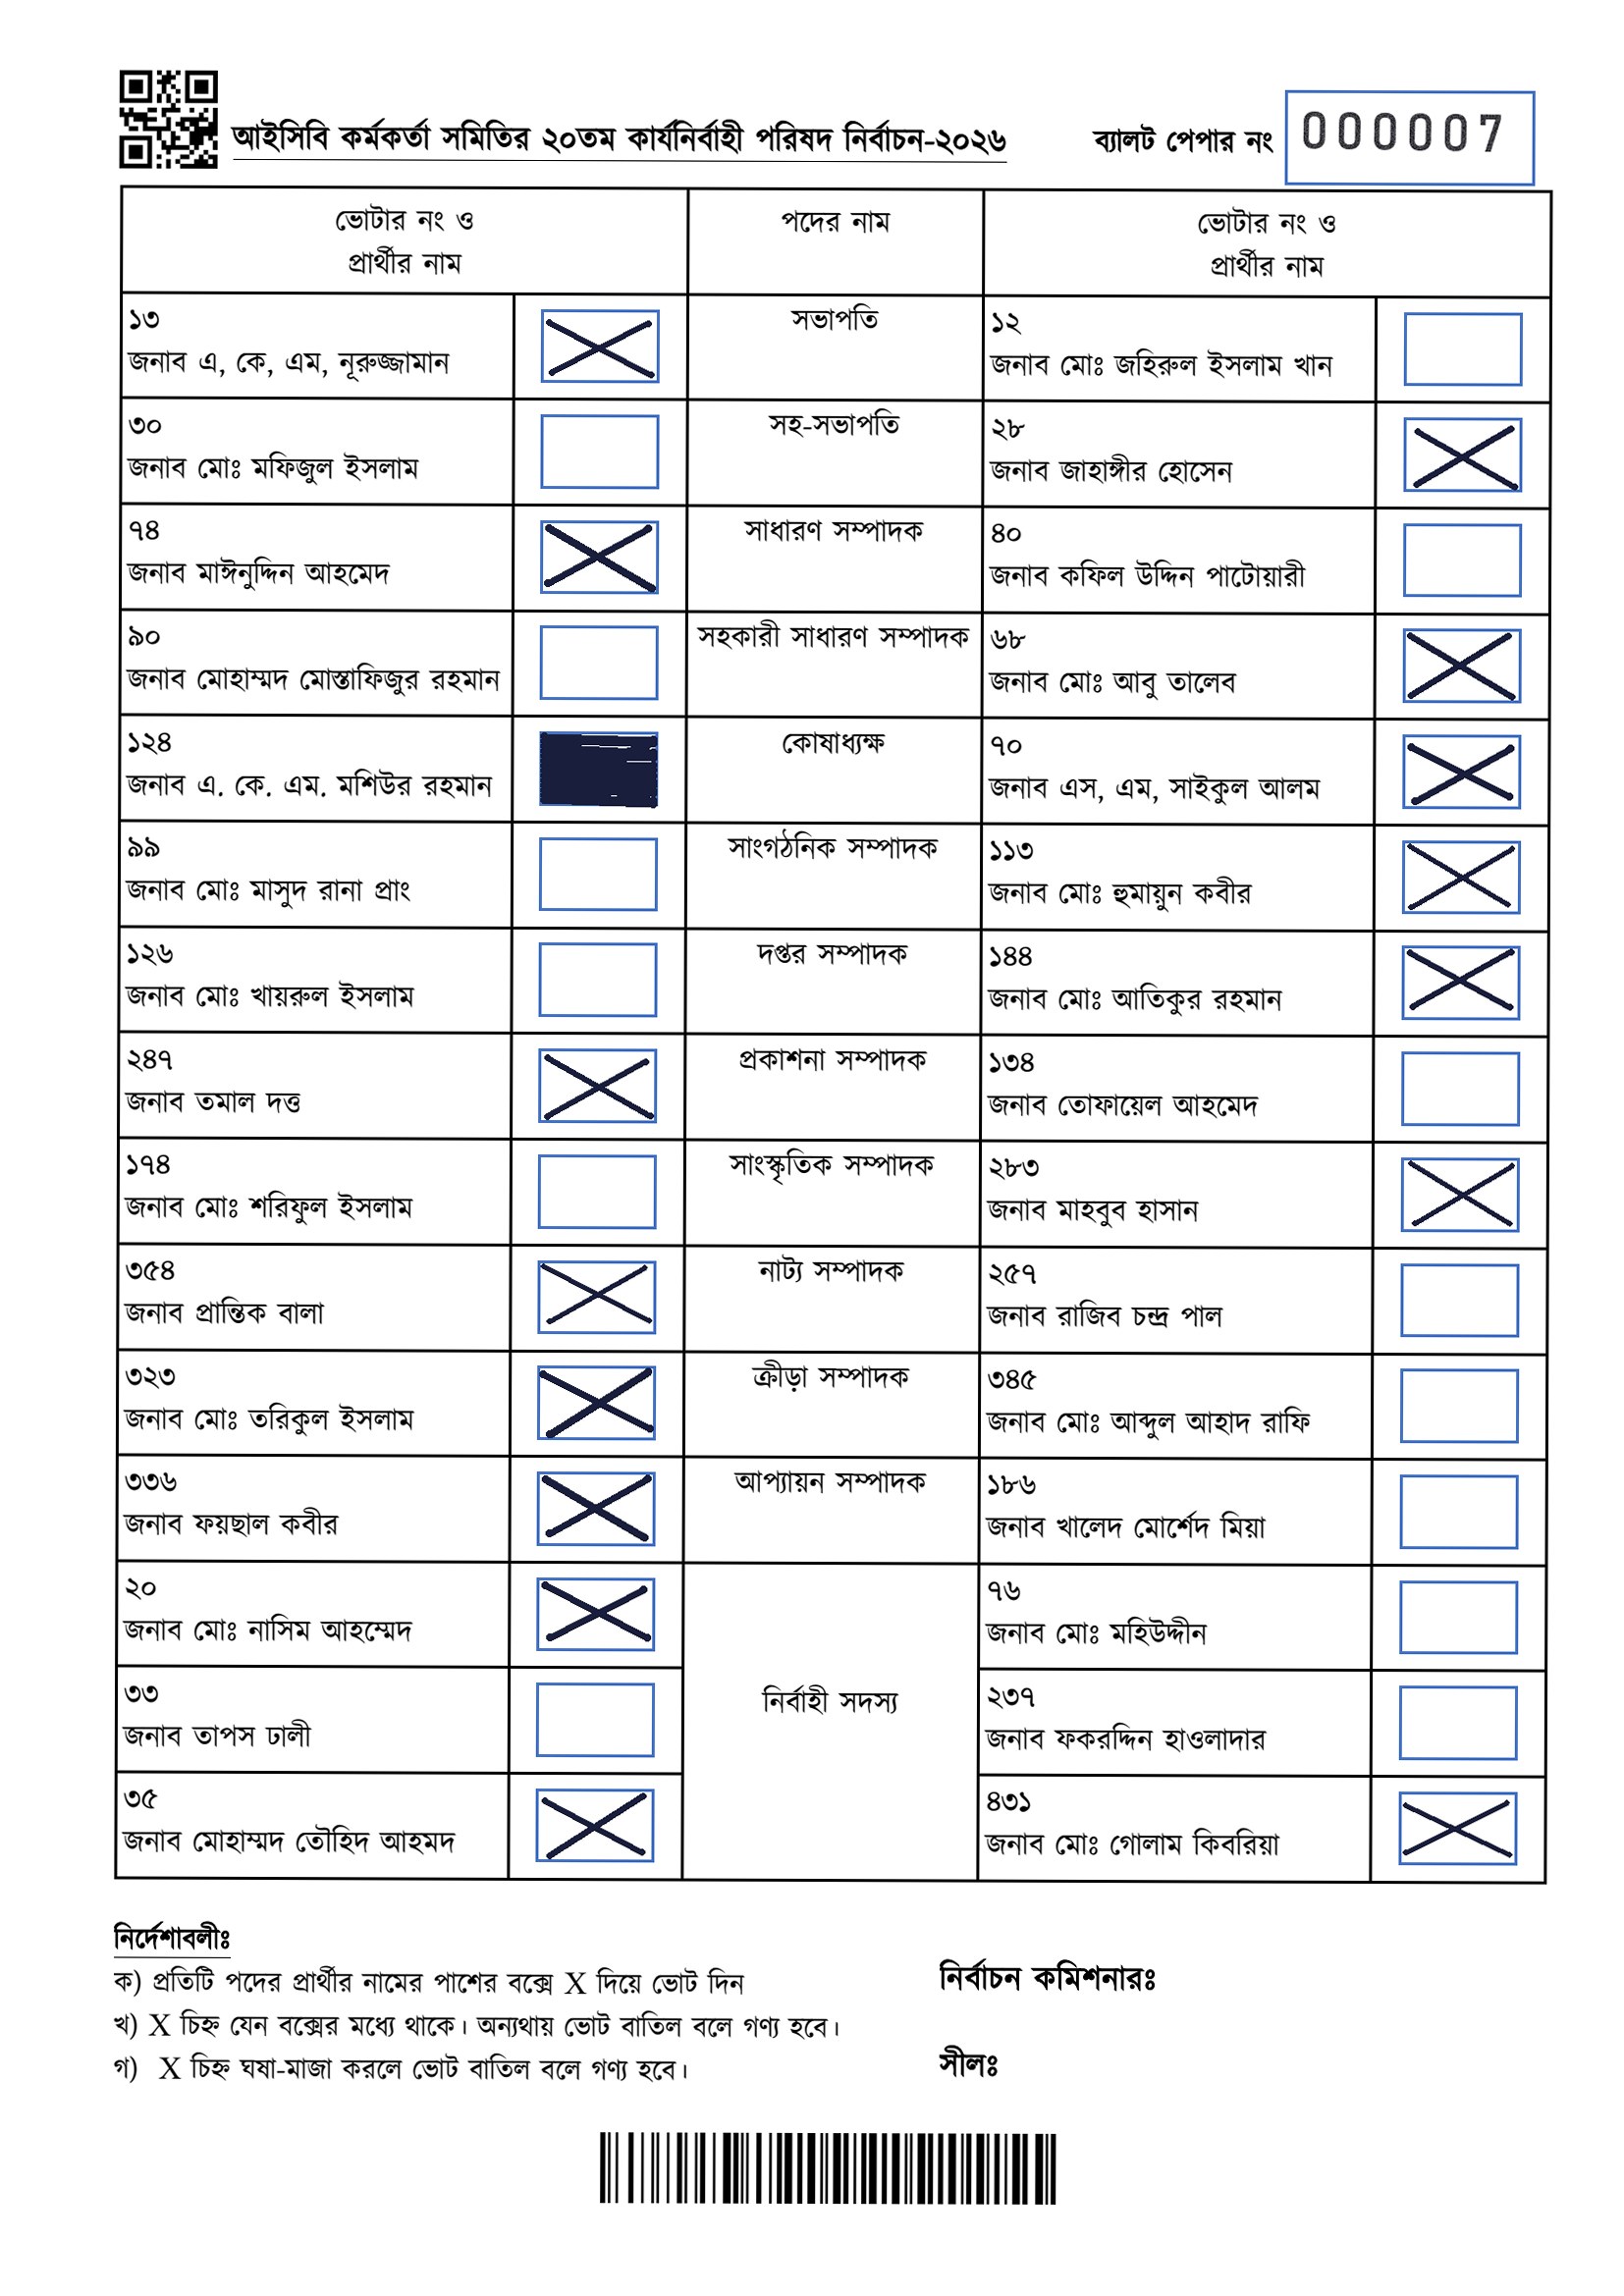 আইসিবি কর্মকর্তা সমিতির ২০তম কার্যনির্বাহী পরিষদ নির্বাচন-২০২৬ ব্যালট পেপার নং 000007
ভোটার নং ও পদের নাম ভোটার নং ও
প্রার্থীর নাম প্রার্থীর নাম
১৩ সভাপতি ১২
জনাব এ, কে, এম, নূরুজ্জামান জনাব মোঃ জহিরুল ইসলাম খান
৩০ সহ-সভাপতি ২৮
জনাব মোঃ মফিজুল ইসলাম জনাব জাহাঙ্গীর হোসেন
৭৪ সাধারণ সম্পাদক ৪০
জনাব মাঈনুদ্দিন আহমেদ জনাব কফিল উদ্দিন পাটোয়ারী
৯০ সহকারী সাধারণ সম্পাদক ৬৮
জনাব মোহাম্মদ মোস্তাফিজুর রহমান জনাব মোঃ আবু তালেব
১২৪ কোষাধ্যক্ষ ৭০
জনাব এ. কে. এম. মশিউর রহমান জনাব এস, এম, সাইকুল আলম
৯৯ সাংগঠনিক সম্পাদক ১১৩
জনাব মোঃ মাসুদ রানা প্রাং জনাব মোঃ হুমায়ুন কবীর
১২৬ দপ্তর সম্পাদক ১৪৪
জনাব মোঃ খায়রুল ইসলাম জনাব মোঃ আতিকুর রহমান
২৪৭ প্রকাশনা সম্পাদক ১৩৪
জনাব তমাল দত্ত জনাব তোফায়েল আহমেদ
১৭৪ সাংস্কৃতিক সম্পাদক ২৮৩
জনাব মোঃ শরিফুল ইসলাম জনাব মাহবুব হাসান
৩৫৪ নাট্য সম্পাদক ২৫৭
জনাব প্রান্তিক বালা জনাব রাজিব চন্দ্র পাল
৩২৩ ক্রীড়া সম্পাদক ৩৪৫
জনাব মোঃ তরিকুল ইসলাম জনাব মোঃ আব্দুল আহাদ রাফি
৩৩৬ আপ্যায়ন সম্পাদক ১৮৬
জনাব ফয়ছাল কবীর জনাব খালেদ মোর্শেদ মিয়া
২০ ৭৬
জনাব মোঃ নাসিম আহম্মেদ জনাব মোঃ মহিউদ্দীন
৩৩ নির্বাহী সদস্য ২৩৭
জনাব তাপস ঢালী জনাব ফকরদ্দিন হাওলাদার
৩৫ ৪৩১
জনাব মোহাম্মদ তৌহিদ আহমদ জনাব মোঃ গোলাম কিবরিয়া
নির্দেশাবলীঃ
ক) প্রতিটি পদের প্রার্থীর নামের পাশের বক্সে X দিয়ে ভোট দিন নির্বাচন কমিশনারঃ
খ) X চিহ্ন যেন বক্সের মধ্যে থাকে। অন্যথায় ভোট বাতিল বলে গণ্য হবে।
গ) X চিহ্ন ঘষা-মাজা করলে ভোট বাতিল বলে গণ্য হবে। সীলঃ